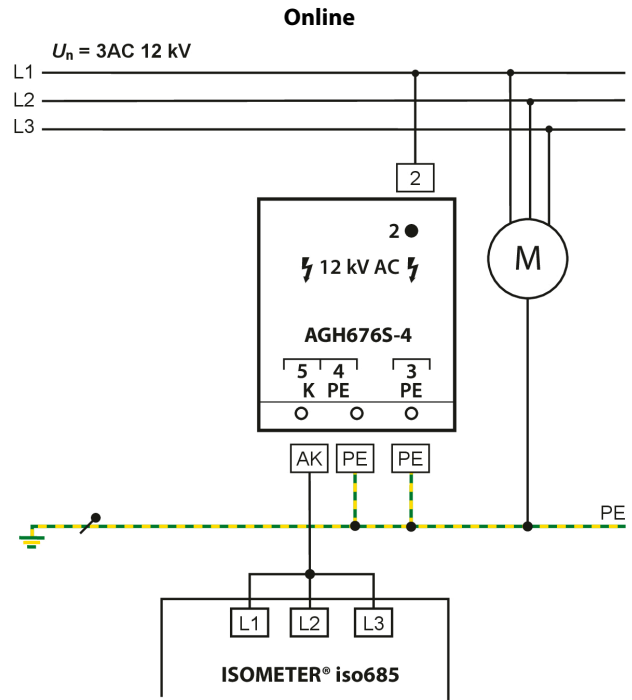 Online
Un = 3AC 12 kV
L1
L2
L3
2
2
12 kV AC
M
AGH676S-4
5 4 3
K PE PE
AK PE PE
PE
L1 L2 L3
ISOMETER® iso685